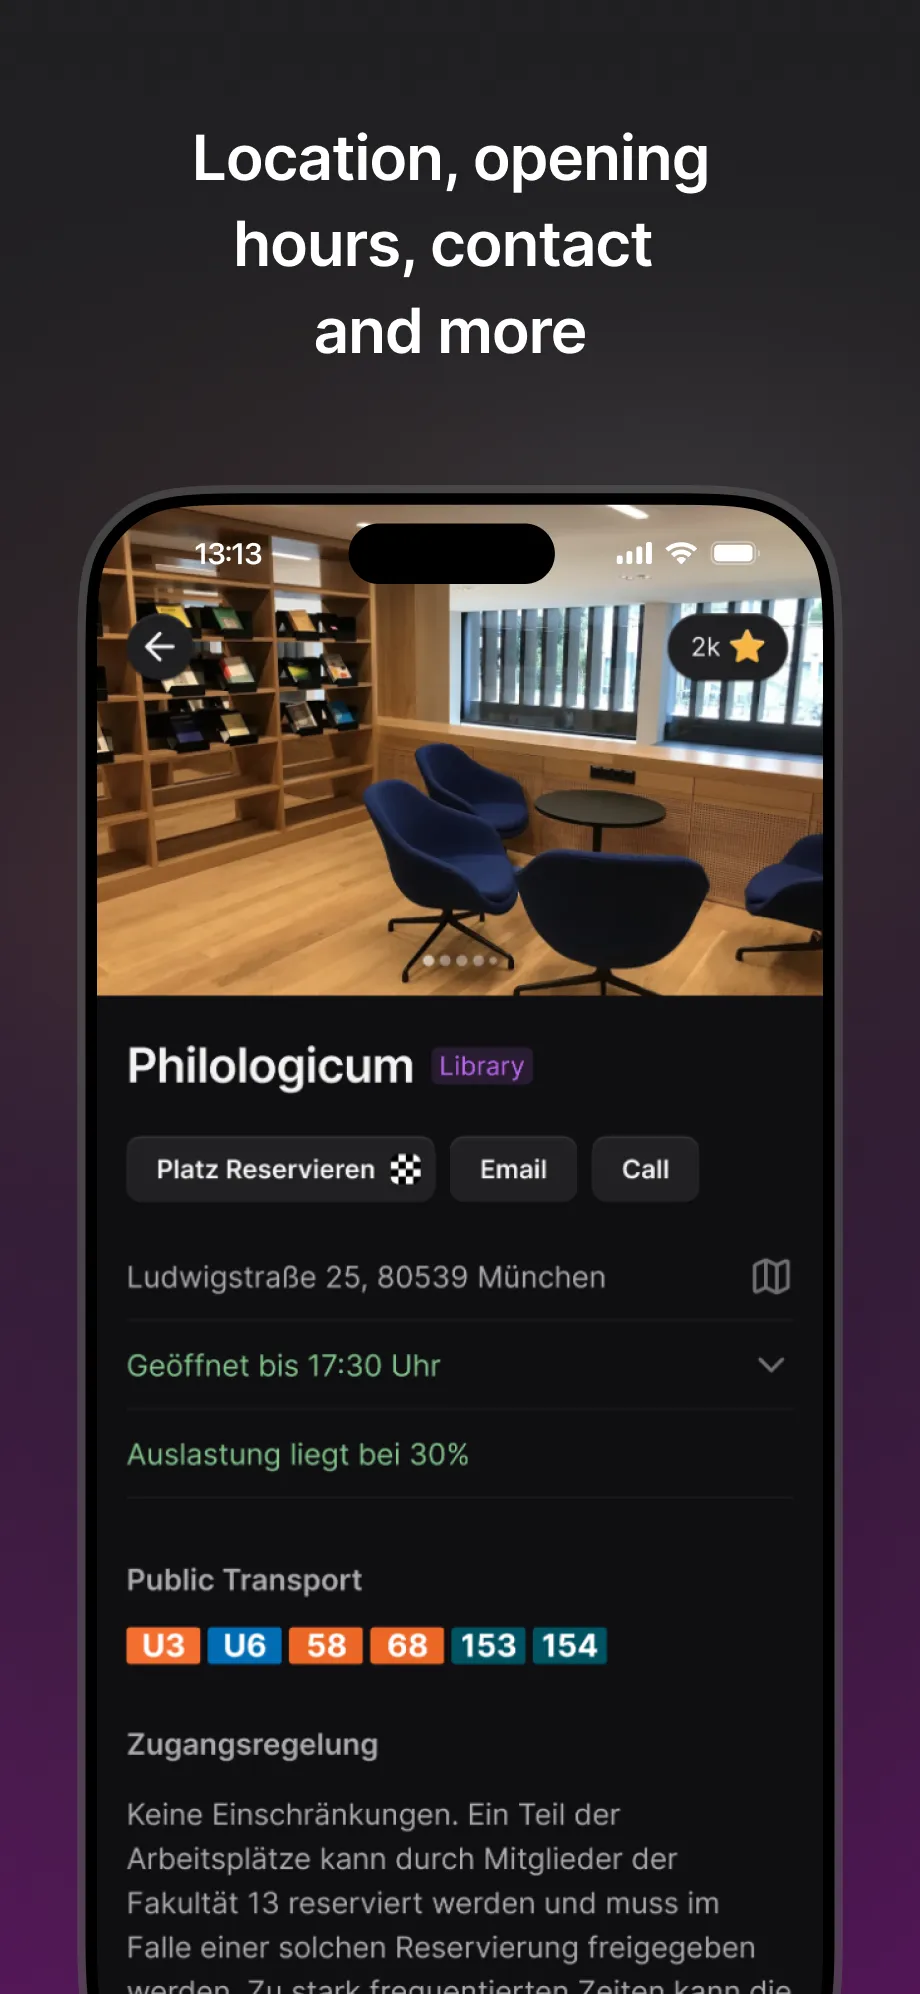 Location, opening
hours, contact
and more
13:13
2k
Philologicum
Library
Platz Reservieren
Email
Call
Ludwigstraße 25, 80539 München
Geöffnet bis 17:30 Uhr
Auslastung liegt bei 30%
Public Transport
U3 U6 58 68 153 154
Zugangsregelung
Keine Einschränkungen. Ein Teil der
Arbeitsplätze kann durch Mitglieder der
Fakultät 13 reserviert werden und muss im
Falle einer solchen Reservierung freigegeben
werden. Zu stark frequentierten Zeiten kann die